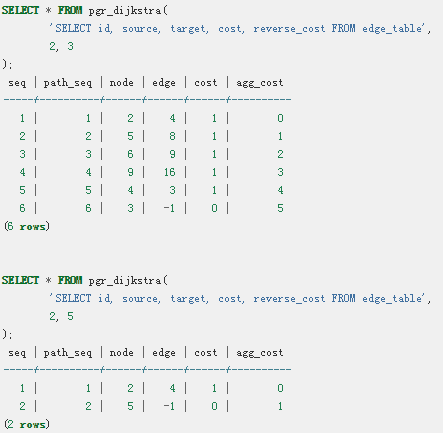 SELECT * FROM pgr_dijkstra(
        'SELECT id, source, target, cost, reverse_cost FROM edge_table',
        2, 3
);
 seq | path_seq | node | edge | cost | agg_cost
-----+----------+------+------+------+----------
   1 |        1 |    2 |    4 |    1 |        0
   2 |        2 |    5 |    8 |    1 |        1
   3 |        3 |    6 |    9 |    1 |        2
   4 |        4 |    9 |   16 |    1 |        3
   5 |        5 |    4 |    3 |    1 |        4
   6 |        6 |    3 |   -1 |    0 |        5
(6 rows)
SELECT * FROM pgr_dijkstra(
        'SELECT id, source, target, cost, reverse_cost FROM edge_table',
        2, 5
);
 seq | path_seq | node | edge | cost | agg_cost
-----+----------+------+------+------+----------
   1 |        1 |    2 |    4 |    1 |        0
   2 |        2 |    5 |   -1 |    0 |        1
(2 rows)